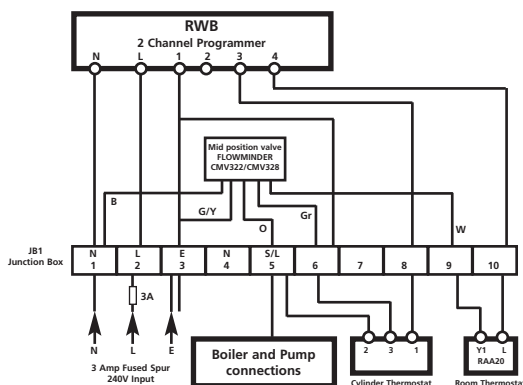 RWB
2 Channel Programmer
N L 1 2 3 4
Mid position valve
FLOWMINDER
CMV322/CMV328
B
G/Y
O
Gr
W
JB1
Junction Box
N L E N S/L
1 2 3 4 5 6 7 8 9 10
3A
N L E
3 Amp Fused Spur
240V Input
Boiler and Pump
connections
2 3 1
Cylinder Thermostat
Y1 L
RAA20
Room Thermostat